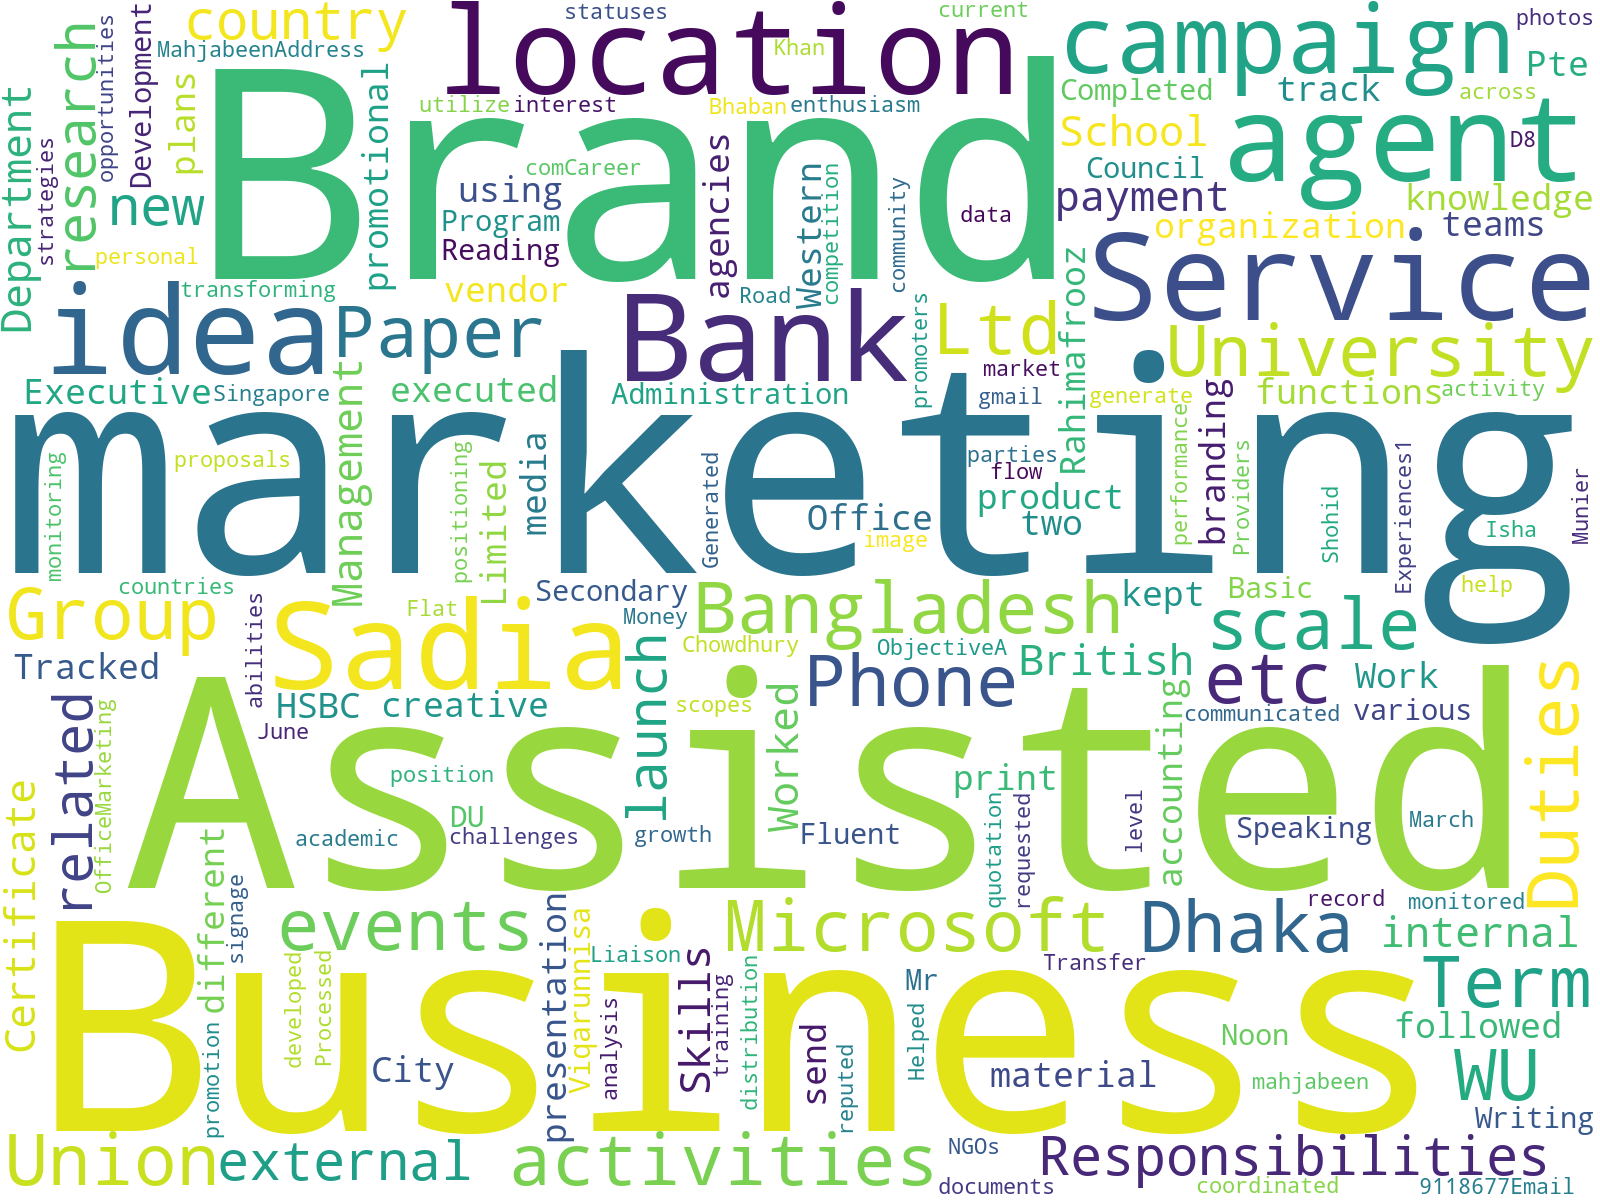 country
statuses
location
current
campaign
photos
opportunities
MahjabeenAddress
Khan
Pte
research
Development
Brand
utilize
interest
Bhaban
enthusiasm
Completed
track
across
agent
Department
plans
promotional
School
D8
strategies
comCareer
agencies
Council
new
using
Western
competition
community
payment
knowledge
Program
data
organization
teams
personal
Reading
Service
transforming
vendor
Road
idea
Paper
Bank
promoters
Ltd
Rahimafrooz
University
market
Executive
Singapore
executed
Administration
gmail
generate
branding
functions
activity
marketing
Management
performance
media
parties
proposals
positioning
Limited
Generated
flow
Providers
monitoring
product
Office
two
image
Shohid
Experiences1
Isha
Munier
countries
Secondary
Bangladesh
kept
Basic
help
Group
abilities
Sadia
Flat
Money
launch
Chowdhury
ObjectiveA
scale
Tracked
Phone
British
etc
Work
Duties
related
OfficeMarketing
HSBC
creative
scopes
Worked
accounting
communicated
various
June
Assisted
position
print
DU
academic
challenges
growth
Fluent
quotation
requested
level
Speaking
March
Certificate
different
signage
events
presentation
Viqarunnisa
Microsoft
Dhaka
record
monitored
internal
Liaison
Skills
training
distribution
Transfer
developed
Processed
Business
analysis
Mr
Term
Helped
send
Noon
followed
promotion
City
reputed
material
mahjabeen
WU
Writing
Union
external
activities
NGOs
Responsibilities
documents
coordinated
9118677Email